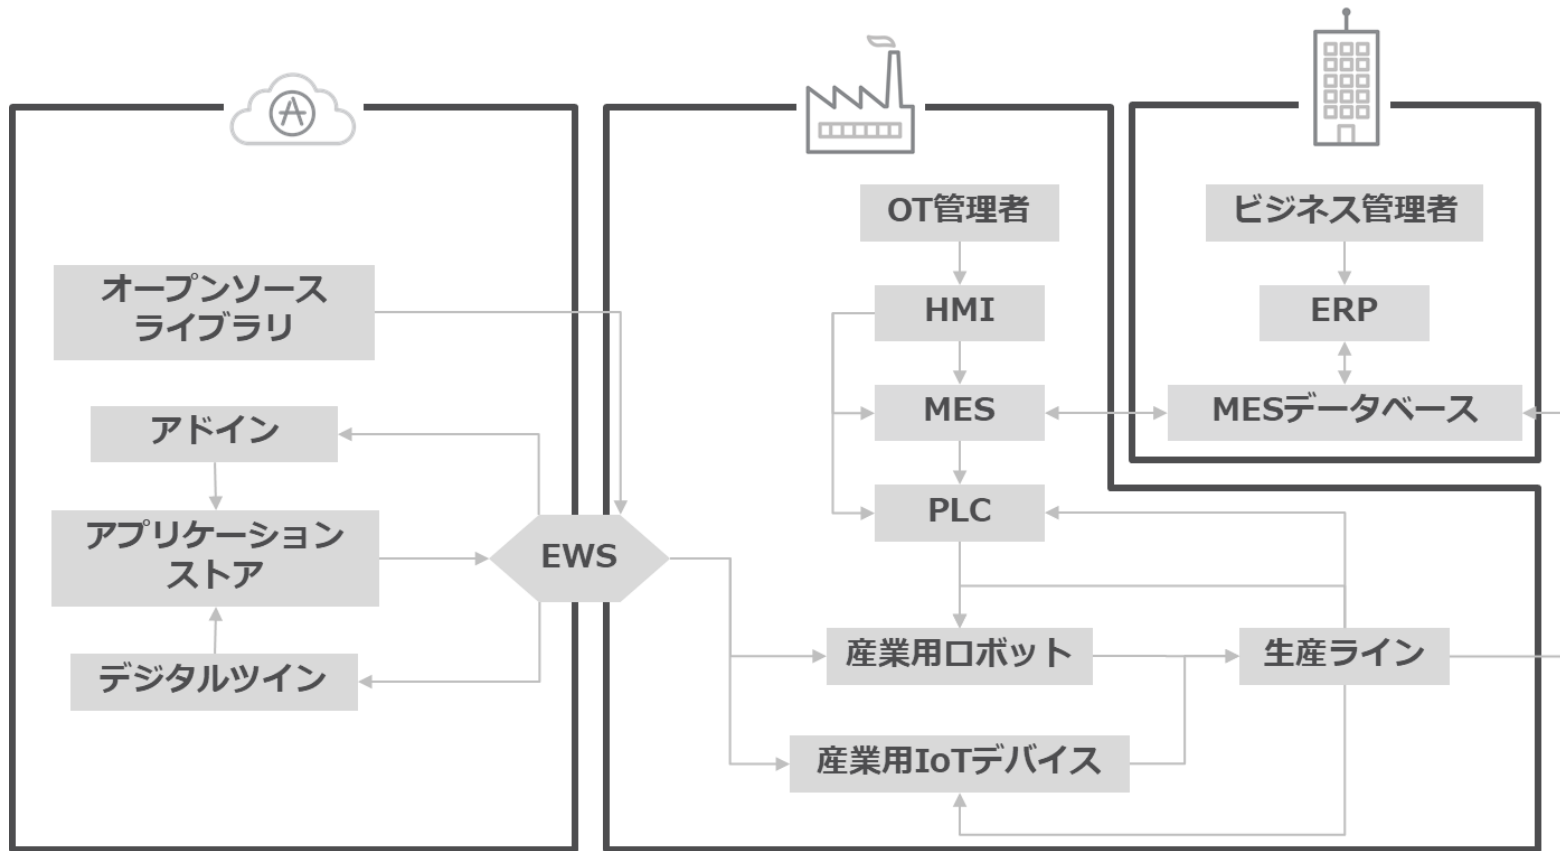 オープンソース
ライブラリ
アドイン
アプリケーション
ストア
デジタルツイン
EWS
OT管理者
HMI
MES
PLC
産業用ロボット
産業用IoTデバイス
生産ライン
ビジネス管理者
ERP
MESデータベース